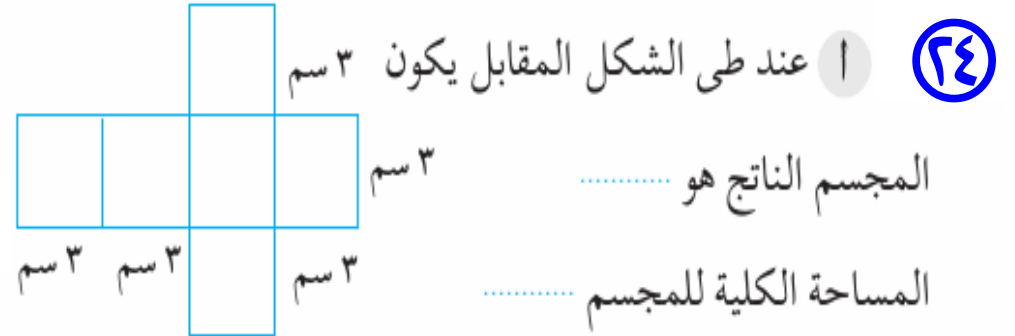 ٢٤
أ عند طى الشكل المقابل يكون
المجسم الناتج هو ............
المساحة الكلية للمجسم ............
٣ سم
٣ سم
٣ سم ٣ سم ٣ سم